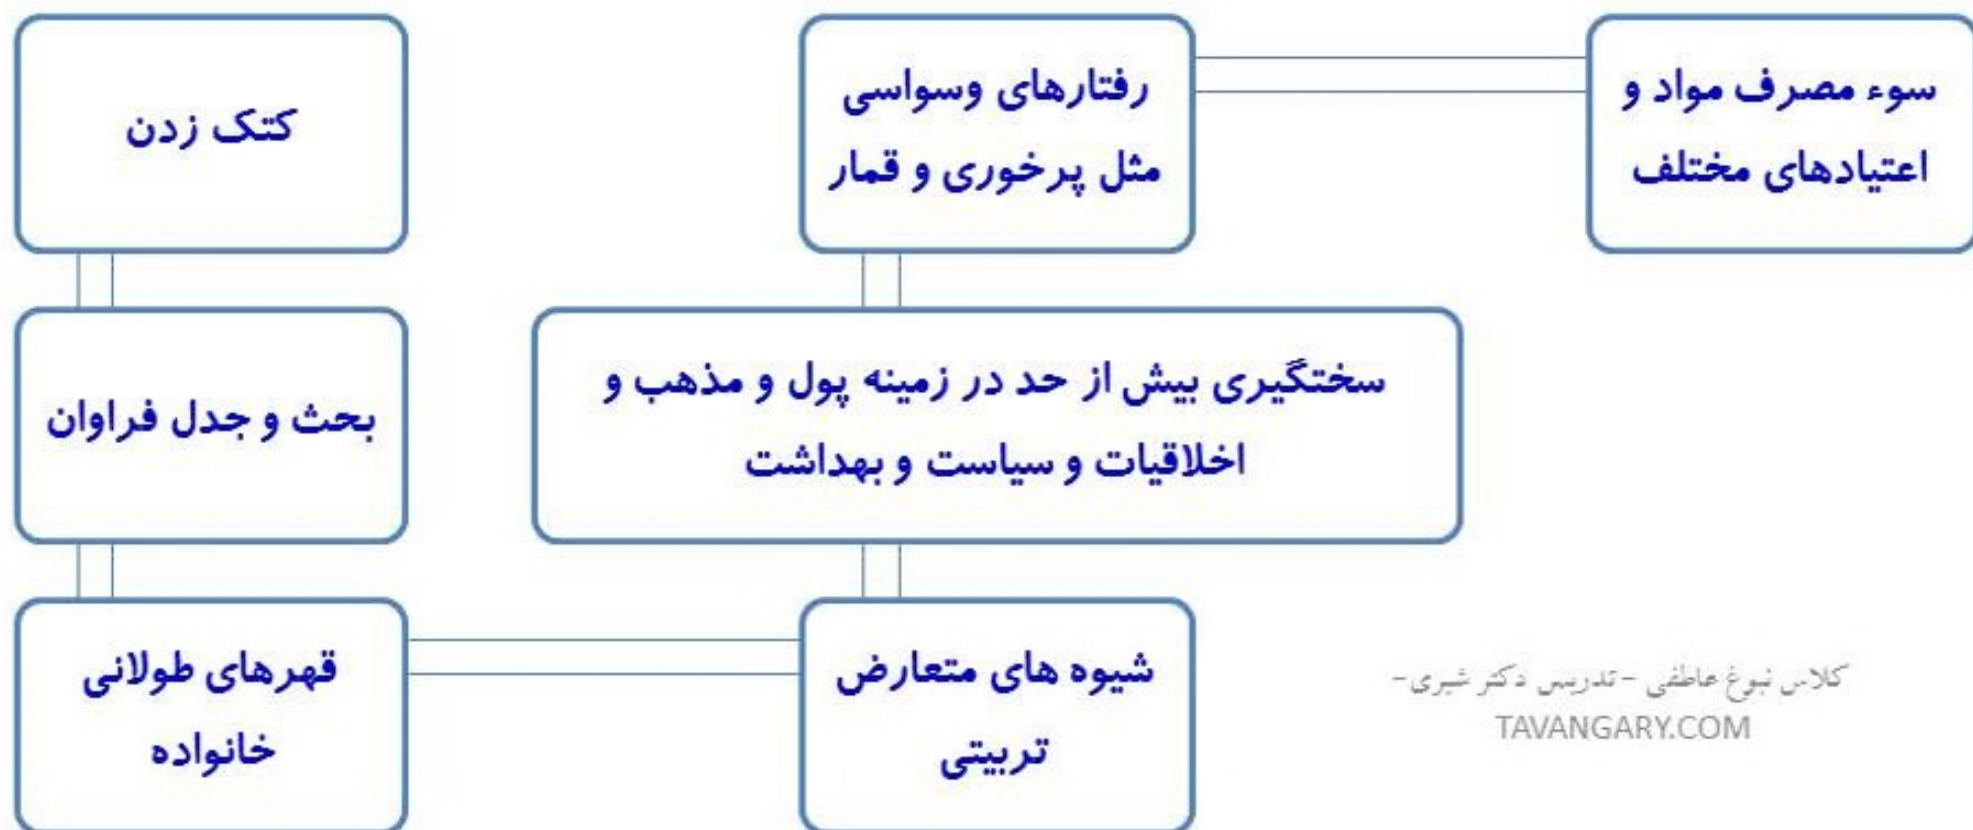 سوء مصرف مواد و
اعتیادهای مختلف
رفتارهای وسواسی
مثل پرخوری و قمار
سختگیری بیش از حد در زمینه پول و مذهب و
اخلاقیات و سیاست و بهداشت
شیوه های متعارض
تربیتی
قهرهای طولانی
خانواده
بحث و جدل فراوان
کتک زدن
کلاس نبوغ عاطفی - تدریس دکتر شیری-
TAVANGARY.COM